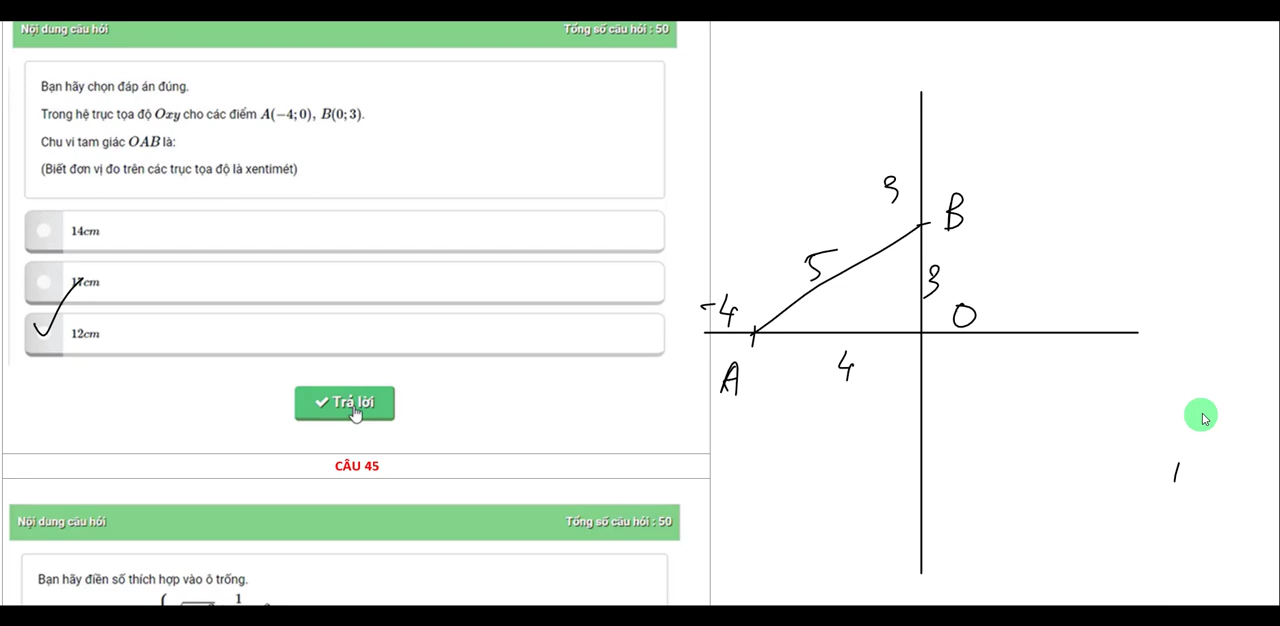 Nội dung câu hỏi Tổng số câu hỏi : 50
Bạn hãy chọn đáp án đúng.
Trong hệ trục tọa độ Oxy cho các điểm A(−4; 0), B(0; 3).
Chu vi tam giác OAB là:
(Biết đơn vị đo trên các trục tọa độ là xentimét)
14cm
17cm
12cm
Trả lời
CÂU 45
Nội dung câu hỏi Tổng số câu hỏi : 50
Bạn hãy điền số thích hợp vào ô trống.
1
3
B
5
3
-4
O
4
A